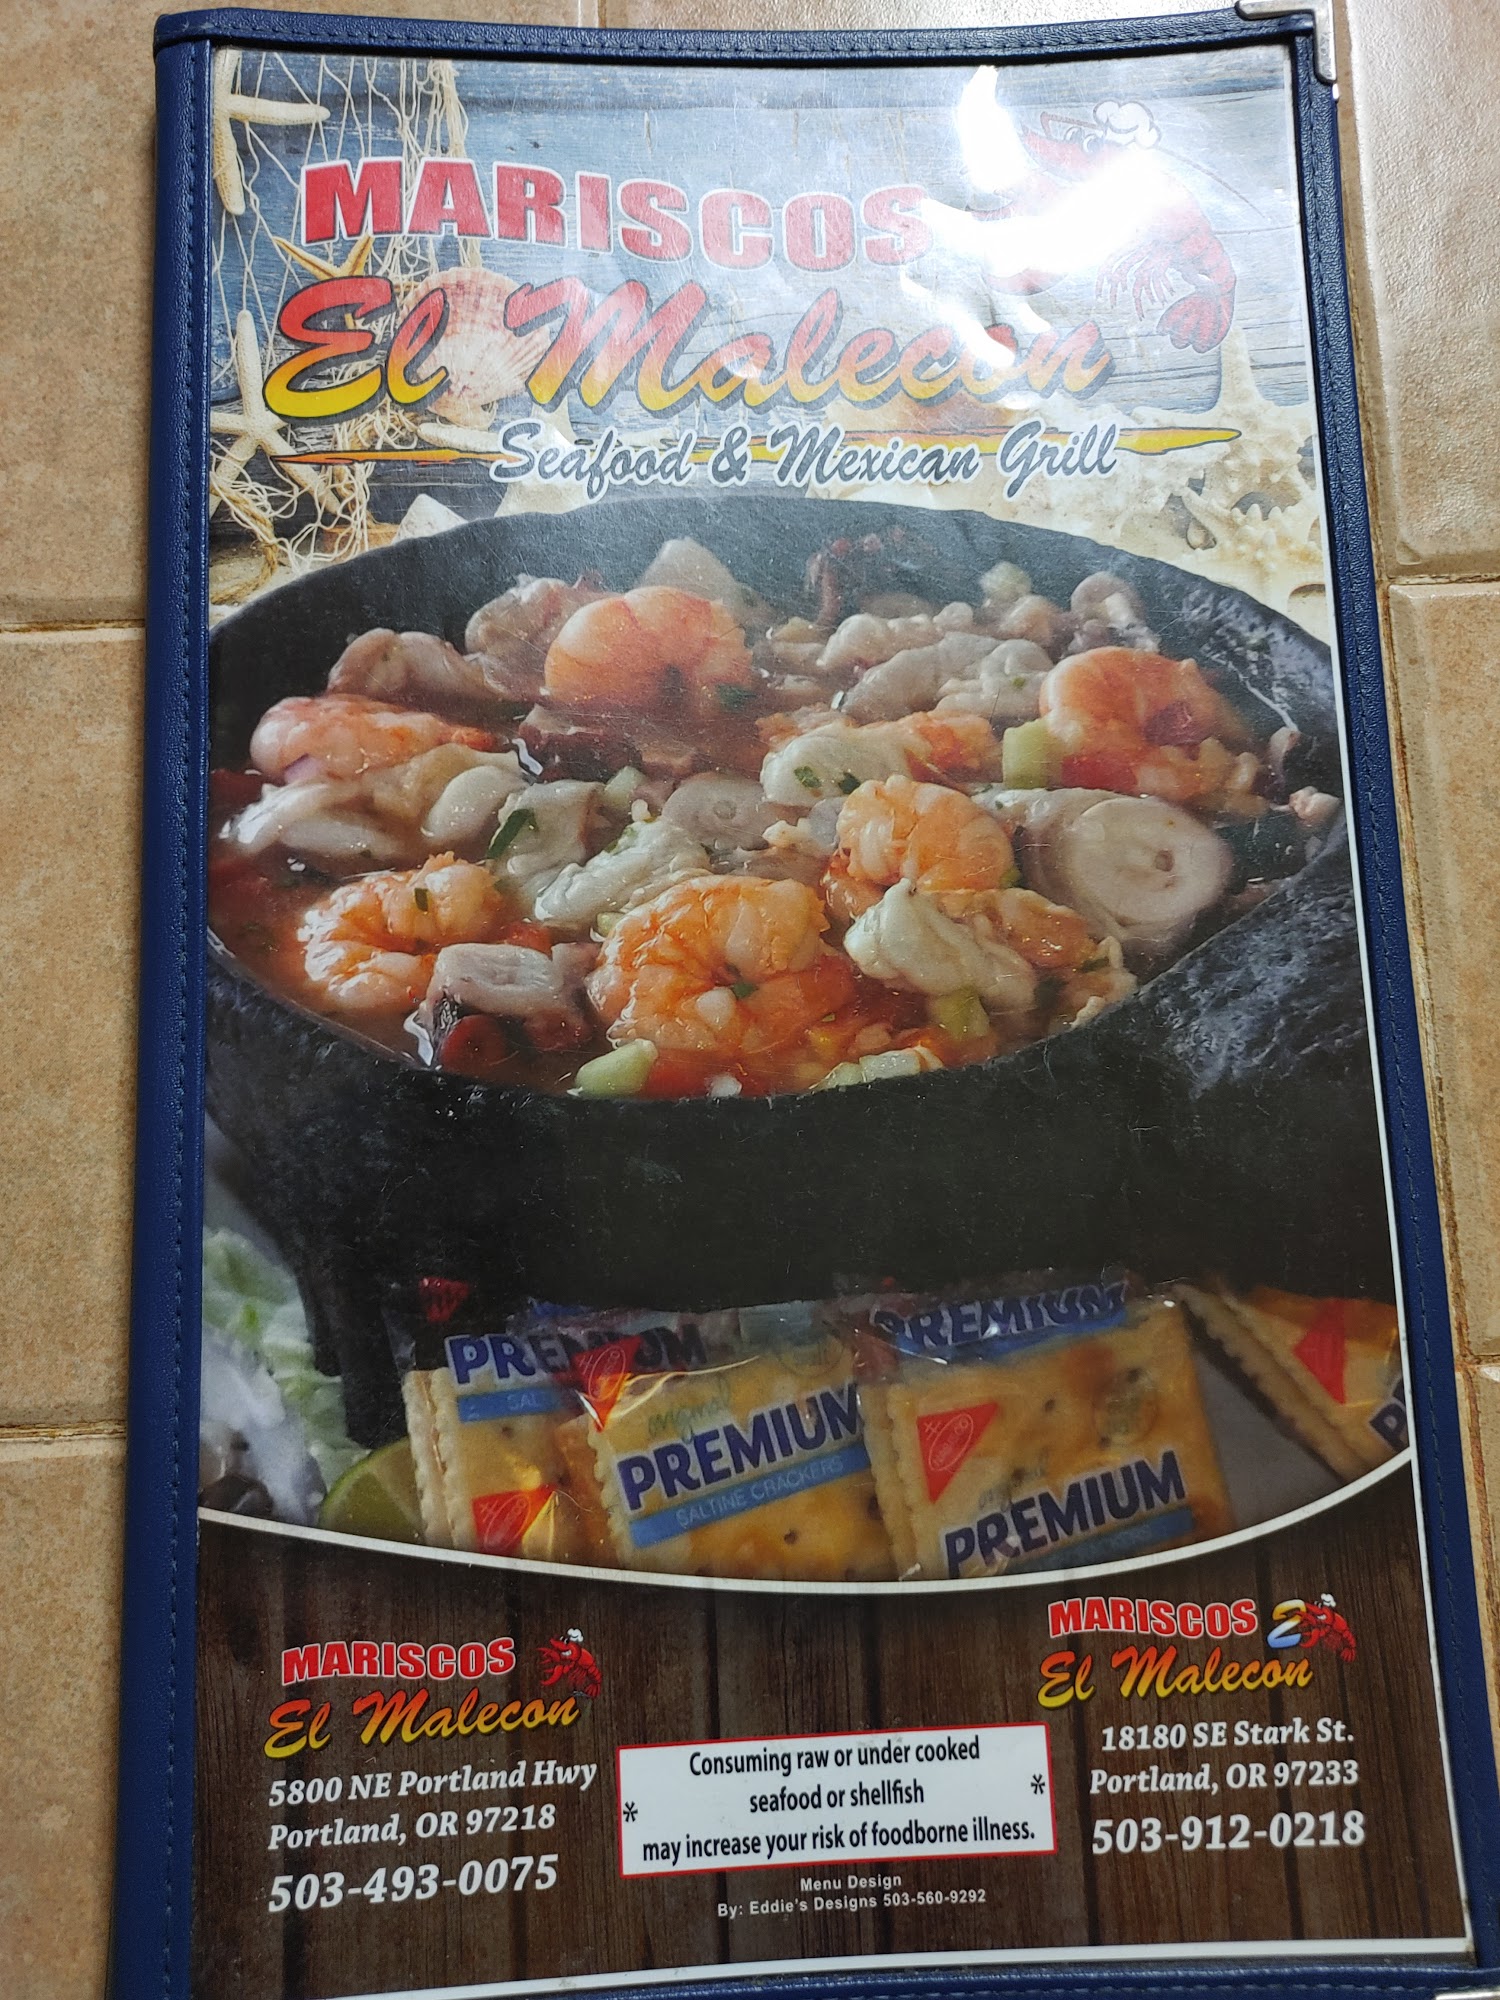 MARISCOS
El Malecon
Seafood & Mexican Grill
PREMIUM
PREMIUM
original
PREMIUM
SALTINE CRACKERS
PREMIUM
MARISCOS
El Malecon
5800 NE Portland Hwy
Portland, OR 97218
503-493-0075
* Consuming raw or under cooked *
seafood or shellfish
may increase your risk of foodborne illness.
Menu Design
By: Eddie's Designs 503-560-9292
MARISCOS 2
El Malecon
18180 SE Stark St.
Portland, OR 97233
503-912-0218